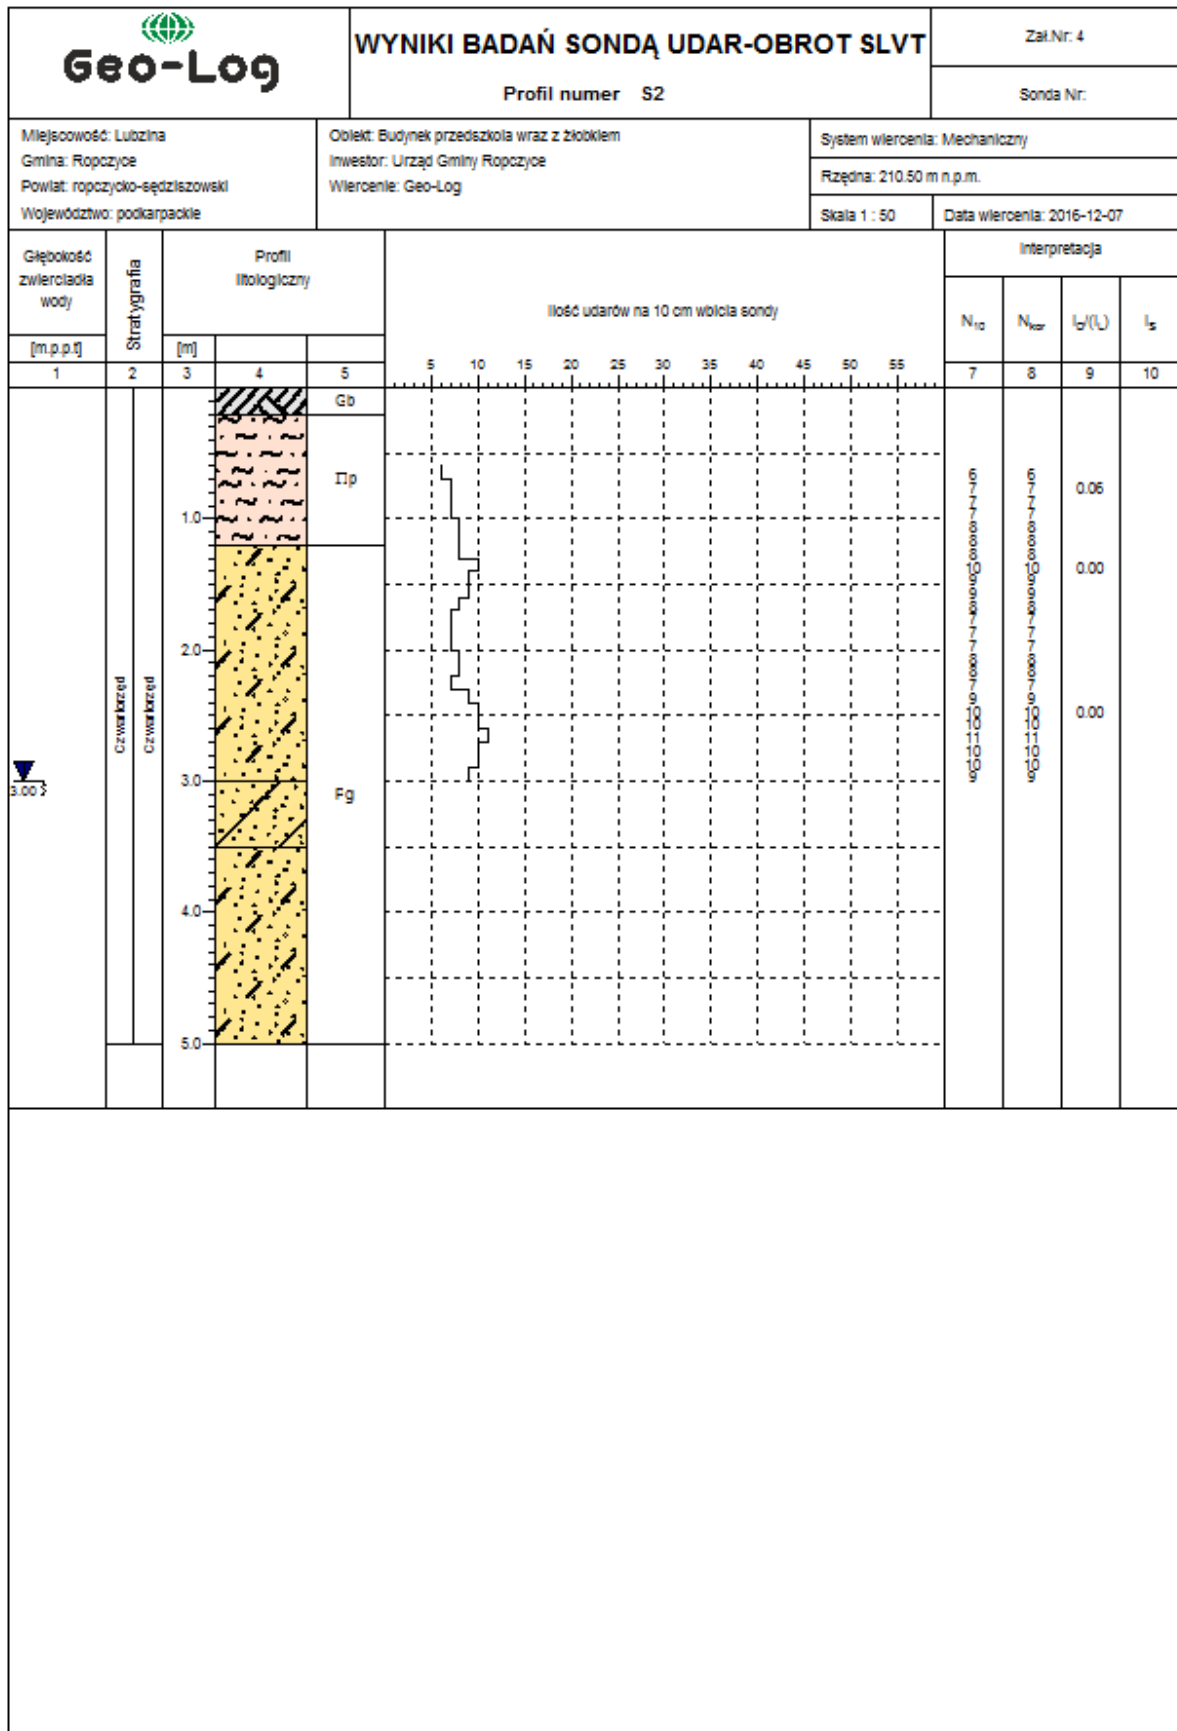 Geo-Log
WYNIKI BADAŃ SONDĄ UDAR-OBROT SLVT
Profil numer S2
Zał.Nr: 4
Sonda Nr:
Miejscowość: Lubzina
Gmina: Ropczyce
Powiat: ropczycko-sędziszowski
Województwo: podkarpackie
Obiekt: Budynek przedszkola wraz z żłobkiem
Inwestor: Urząd Gminy Ropczyce
Wiercenie: Geo-Log
System wiercenia: Mechaniczny
Rzędna: 210.50 m n.p.m.
Skala 1 : 50
Data wiercenia: 2016-12-07
Głębokość
zwierciadła
wody
[m.p.p.t]
Stratygrafia
Profil
litologiczny
[m]
Ilość udarów na 10 cm wbicia sondy
Interpretacja
N10
Nkor
ID/(IL)
IS
5 10 15 20 25 30 35 40 45 50 55
1 2 3 4 5 7 8 9 10
Gb
Πp
Fg
1.0
2.0
3.0
4.0
5.0
Czwartorzęd
Czwartorzęd
3.00
6 6
7 7 0.06
7 7
7 7
8 8
8 8
8 8
10 10 0.00
9 9
9 9
8 8
7 7
7 7
7 7
8 8
8 8
7 7
9 9
10 10 0.00
10 10
11 11
10 10
10 10
9 9